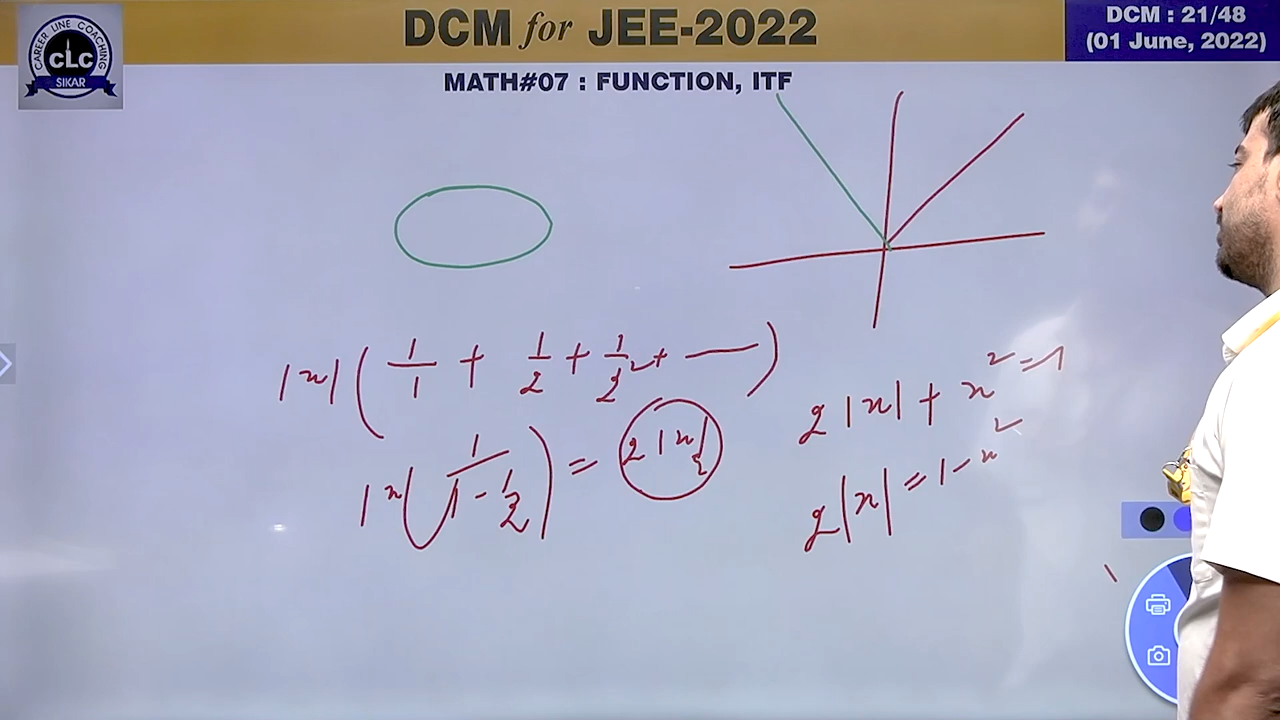 CAREER LINE COACHING
CLC
SIKAR
DCM for JEE-2022
DCM : 21/48
(01 June, 2022)
MATH#07 : FUNCTION, ITF
|x| ( 1/1 + 1/2 + 1/2² + — )
|x| ( 1/(1 - 1/2) ) = 2|x|
2|x| + x² = 1
2|x| = 1 - x²